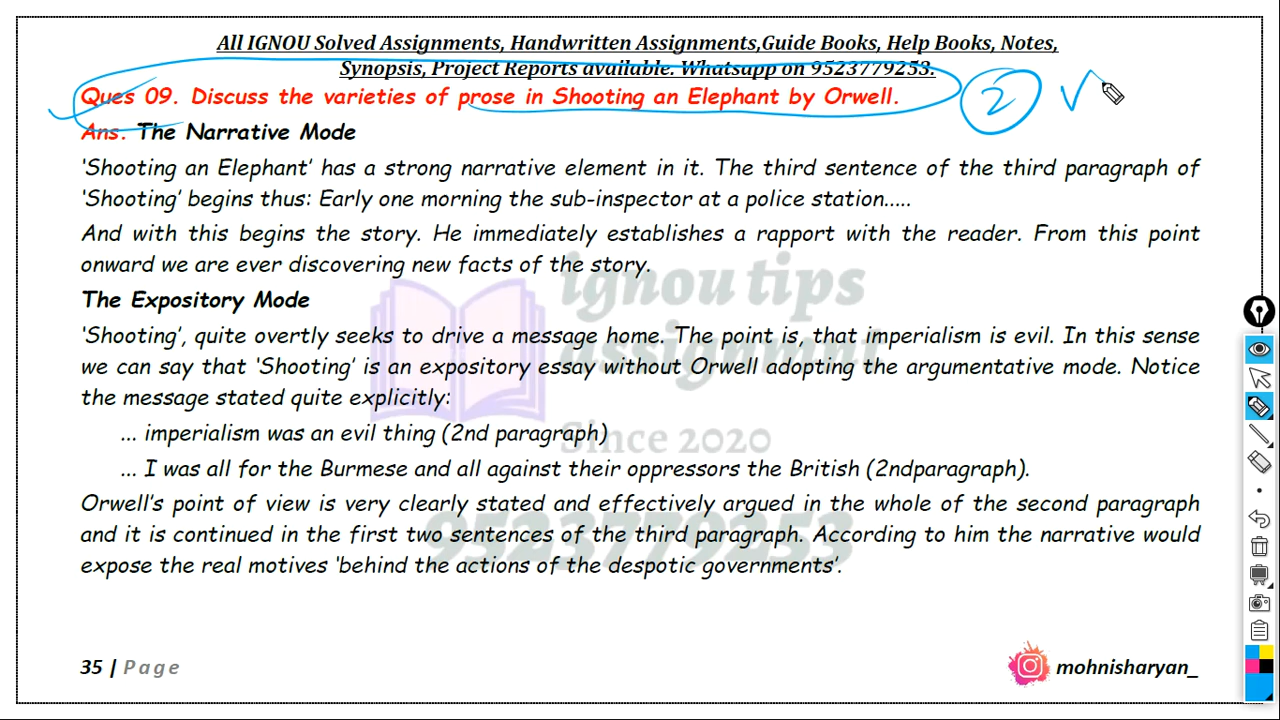 All IGNOU Solved Assignments, Handwritten Assignments,Guide Books, Help Books, Notes,
Synopsis, Project Reports available. Whatsapp on 9523779253.
Ques 09. Discuss the varieties of prose in Shooting an Elephant by Orwell.
2
Ans. The Narrative Mode
'Shooting an Elephant' has a strong narrative element in it. The third sentence of the third paragraph of
'Shooting' begins thus: Early one morning the sub-inspector at a police station.....
And with this begins the story. He immediately establishes a rapport with the reader. From this point
onward we are ever discovering new facts of the story.
ignou tips
assignmnt
Since 2020
9523779253
The Expository Mode
'Shooting', quite overtly seeks to drive a message home. The point is, that imperialism is evil. In this sense
we can say that 'Shooting' is an expository essay without Orwell adopting the argumentative mode. Notice
the message stated quite explicitly:
... imperialism was an evil thing (2nd paragraph)
... I was all for the Burmese and all against their oppressors the British (2ndparagraph).
Orwell's point of view is very clearly stated and effectively argued in the whole of the second paragraph
and it is continued in the first two sentences of the third paragraph. According to him the narrative would
expose the real motives 'behind the actions of the despotic governments'.
35 | Page
mohnisharyan_